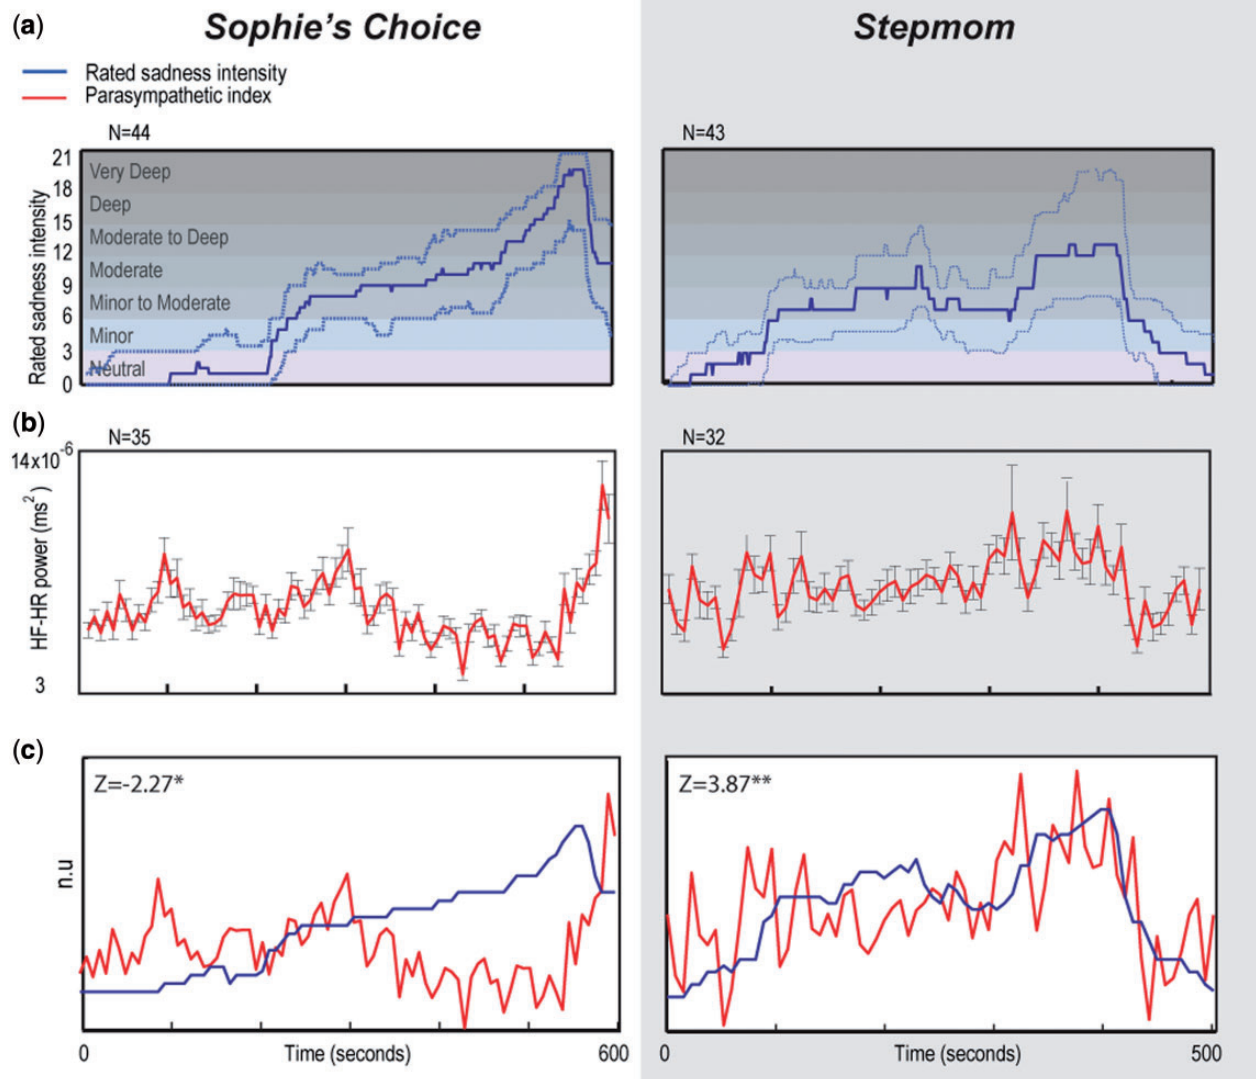 (a)
Sophie's Choice
Stepmom
Rated sadness intensity
Parasympathetic index
N=44
N=43
Rated sadness intensity
21
18
15
12
9
6
3
0
Very Deep
Deep
Moderate to Deep
Moderate
Minor to Moderate
Minor
Neutral
(b)
N=35
N=32
14x10-6
HF-HR power (ms2)
3
(c)
Z=-2.27*
Z=3.87**
n.u
0
Time (seconds)
600
0
Time (seconds)
500